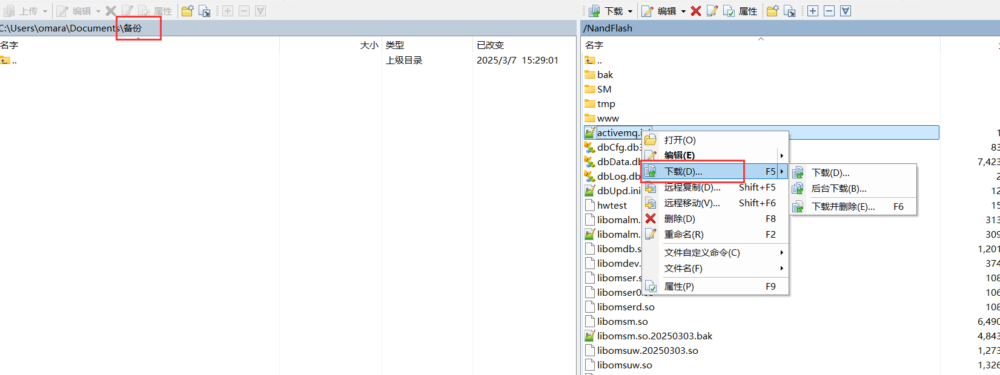 上传 编辑 属性
C:\Users\omara\Documents\备份
名字 大小 类型 已改变
.. 上级目录 2025/3/7 15:29:01
下载 编辑 属性
/NandFlash
名字
..
bak
SM
tmp
www
activemq.ini
dbCfg.db3
dbData.db
dbLog.db
dbUpd.ini
hwtest
libomalm.
libomalm.
libomdb.s
libomdev.
libomser.s
libomser0.so
libomserd.so
libomsm.so
libomsm.so.20250303.bak
libomsuw.20250303.so
libomsuw.so
1
83
7,423
2
12
15
313
309
1,201
374
108
106
108
6,490
4,843
1,273
1,326
打开(O)
编辑(E)
下载(D)... F5
远程复制(D)... Shift+F5
远程移动(V)... Shift+F6
删除(D) F8
重命名(R) F2
文件自定义命令(C)
文件名(F)
属性(P) F9
下载(D)...
后台下载(B)...
下载并删除(E)... F6